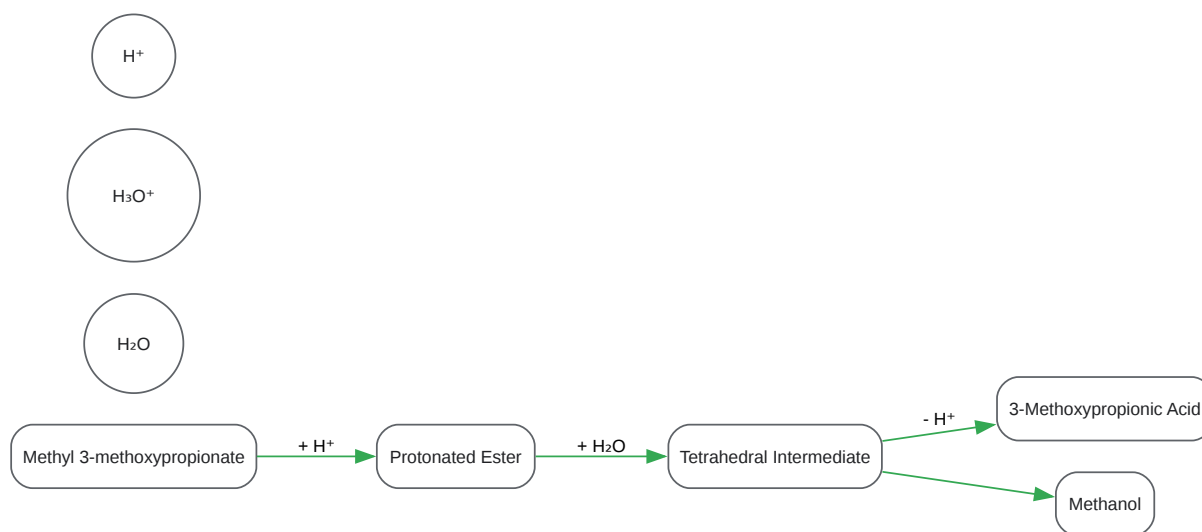 H⁺
H₃O⁺
H₂O
Methyl 3-methoxypropionate
+ H⁺
Protonated Ester
+ H₂O
Tetrahedral Intermediate
- H⁺
3-Methoxypropionic Acid
Methanol